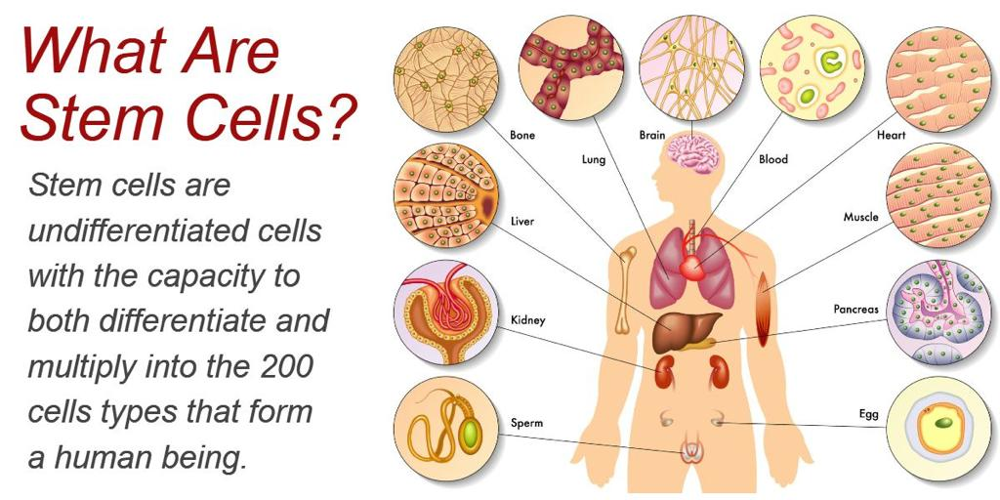 What Are
Stem Cells?
Stem cells are
undifferentiated cells
with the capacity to
both differentiate and
multiply into the 200
cells types that form
a human being.
Bone
Lung
Brain
Blood
Heart
Liver
Muscle
Kidney
Pancreas
Sperm
Egg